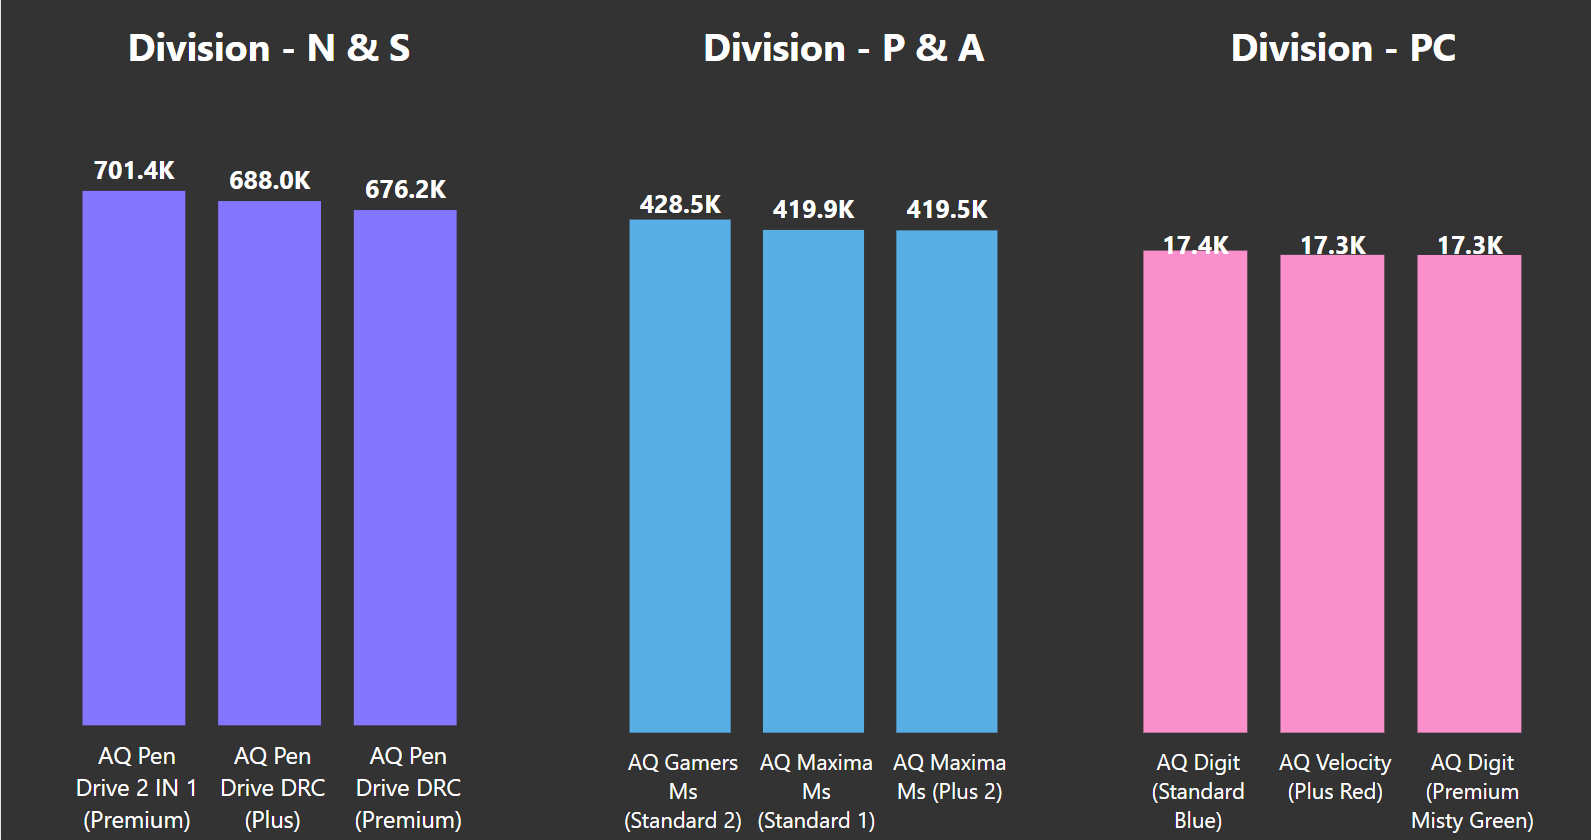 Division - N & S
701.4K
688.0K
676.2K
AQ Pen
Drive 2 IN 1
(Premium)
AQ Pen
Drive DRC
(Plus)
AQ Pen
Drive DRC
(Premium)
Division - P & A
428.5K
419.9K
419.5K
AQ Gamers
Ms
(Standard 2)
AQ Maxima
Ms
(Standard 1)
AQ Maxima
Ms (Plus 2)
Division - PC
17.4K
17.3K
17.3K
AQ Digit
(Standard
Blue)
AQ Velocity
(Plus Red)
AQ Digit
(Premium
Misty Green)